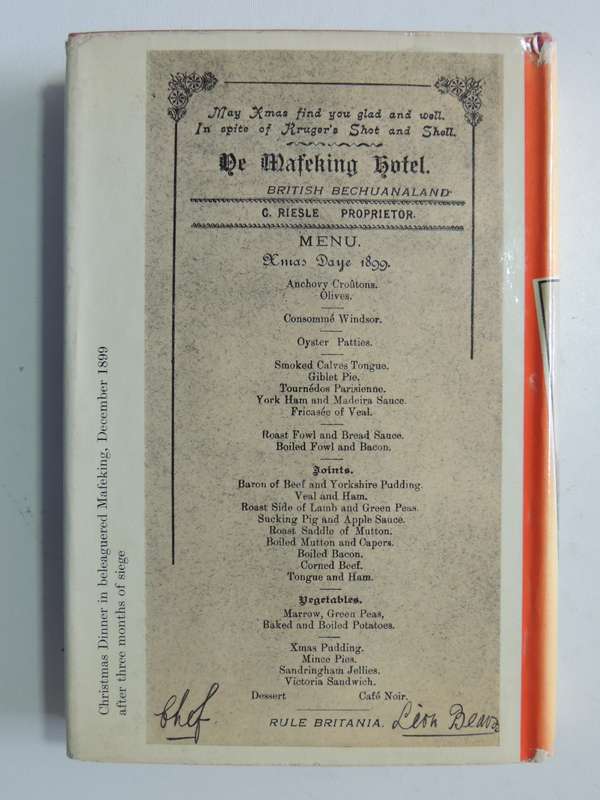 May Xmas find you glad and well.
In spite of Kruger's Shot and Shell.
Ye Mafeking Hotel.
BRITISH BECHUANALAND.
C. RIESLE PROPRIETOR.
MENU.
Xmas Daye 1899.
Anchovy Croûtons.
Olives.
Consommé Windsor.
Oyster Patties.
Smoked Calves Tongue.
Giblet Pie.
Tournédos Parisienne.
York Ham and Madeira Sauce.
Fricasée of Veal.
Roast Fowl and Bread Sauce.
Boiled Fowl and Bacon.
Joints.
Baron of Beef and Yorkshire Pudding.
Veal and Ham.
Roast Side of Lamb and Green Peas.
Sucking Pig and Apple Sauce.
Roast Saddle of Mutton.
Boiled Mutton and Capers.
Boiled Bacon.
Corned Beef.
Tongue and Ham.
Vegetables.
Marrow, Green Peas,
Baked and Boiled Potatoes.
Xmas Pudding.
Mince Pies.
Sandringham Jellies.
Victoria Sandwich.
Dessert Café Noir.
Chef. RULE BRITANIA. Léon
Christmas Dinner in beleaguered Mafeking, December 1899
after three months of siege